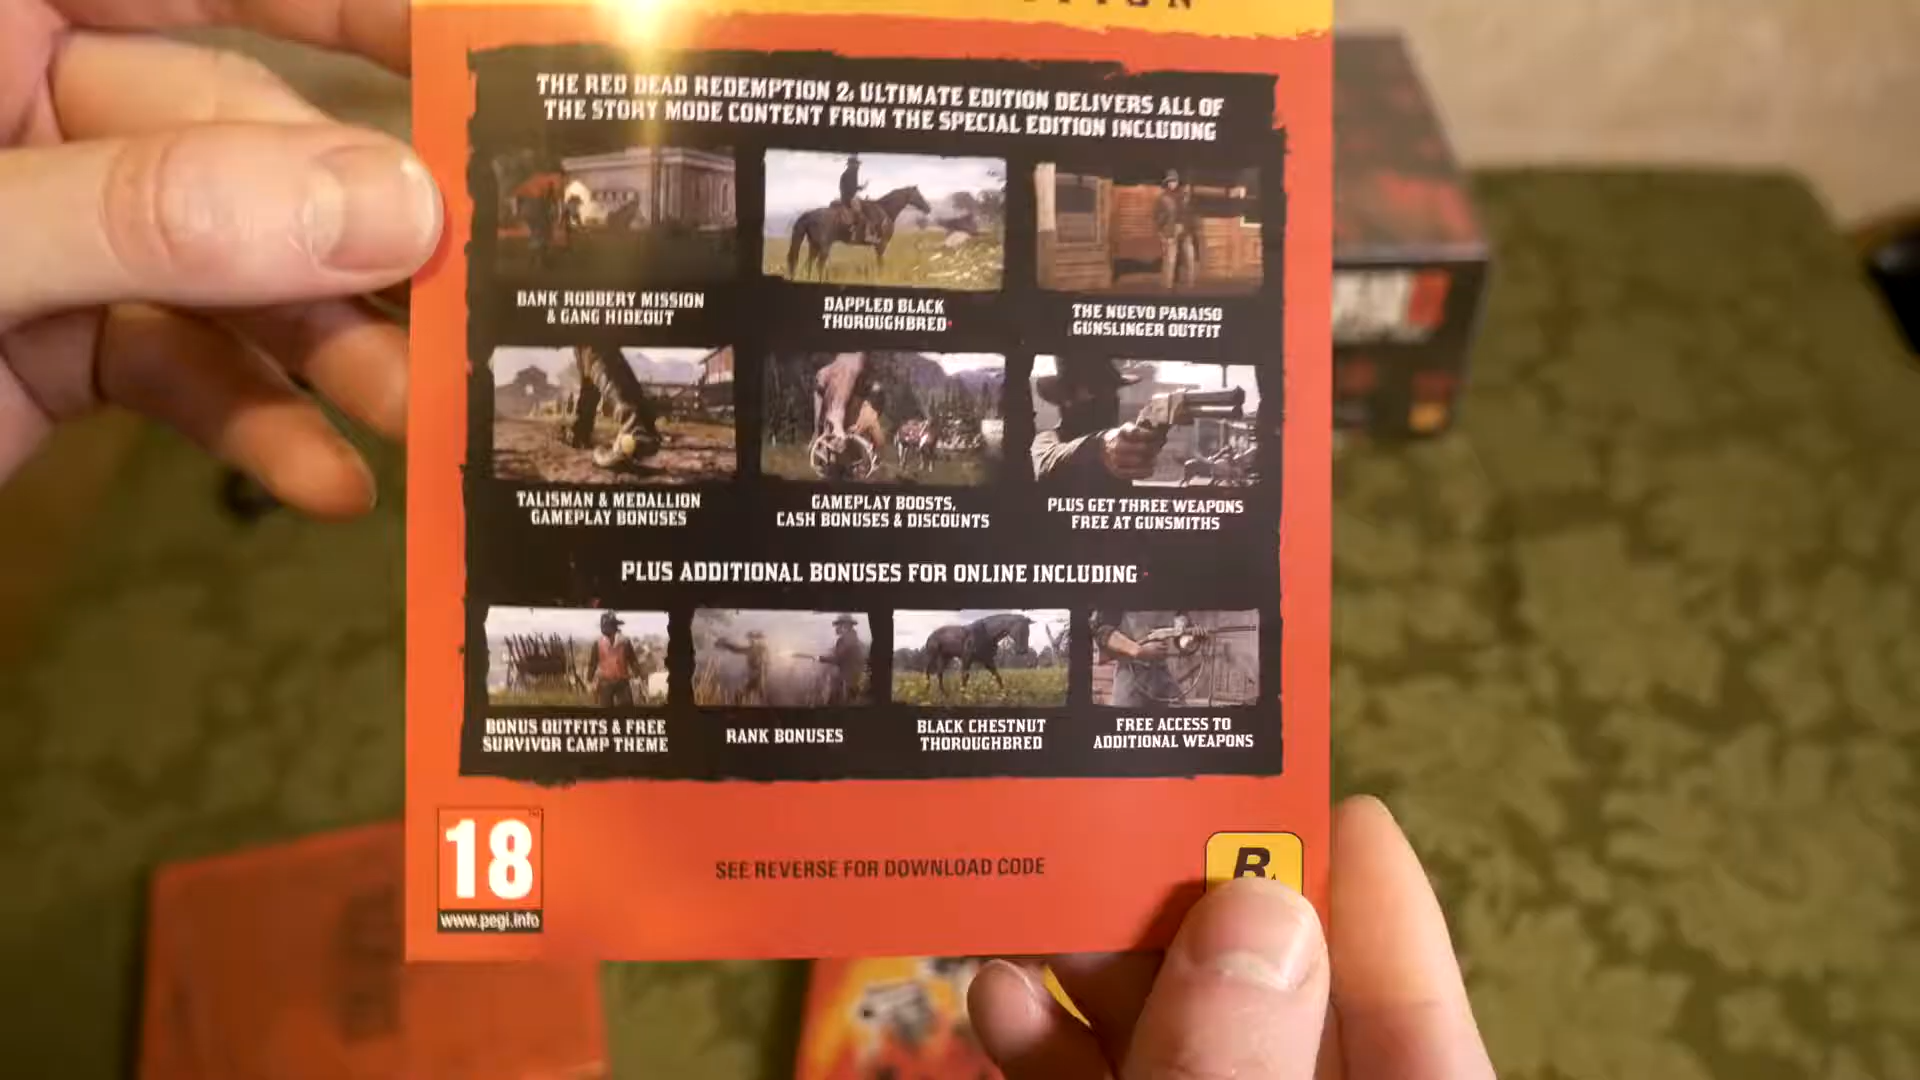 THE RED DEAD REDEMPTION 2: ULTIMATE EDITION DELIVERS ALL OF
THE STORY MODE CONTENT FROM THE SPECIAL EDITION INCLUDING
BANK ROBBERY MISSION
& GANG HIDEOUT
DAPPLED BLACK
THOROUGHBRED
THE NUEVO PARAISO
GUNSLINGER OUTFIT
TALISMAN & MEDALLION
GAMEPLAY BONUSES
GAMEPLAY BOOSTS,
CASH BONUSES & DISCOUNTS
PLUS GET THREE WEAPONS
FREE AT GUNSMITHS
PLUS ADDITIONAL BONUSES FOR ONLINE INCLUDING
BONUS OUTFITS & FREE
SURVIVOR CAMP THEME
RANK BONUSES
BLACK CHESTNUT
THOROUGHBRED
FREE ACCESS TO
ADDITIONAL WEAPONS
18
www.pegi.info
SEE REVERSE FOR DOWNLOAD CODE
R